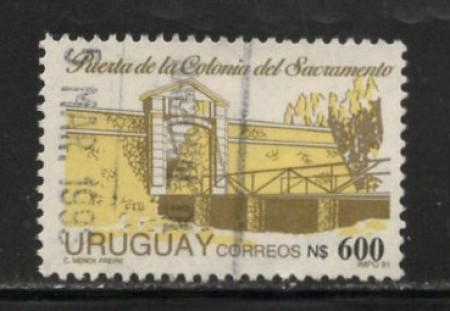 Puerta de la Colonia del Sacramento
URUGUAY CORREOS N$ 600
C. MENCK FREIRE IMPO 91